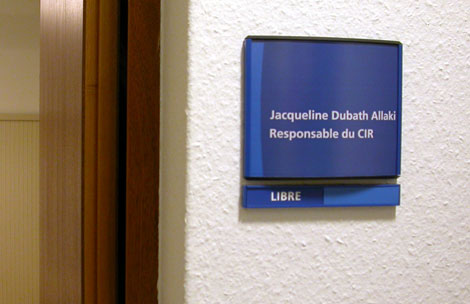 Jacqueline Dubath Allaki
Responsable du CIR
LIBRE